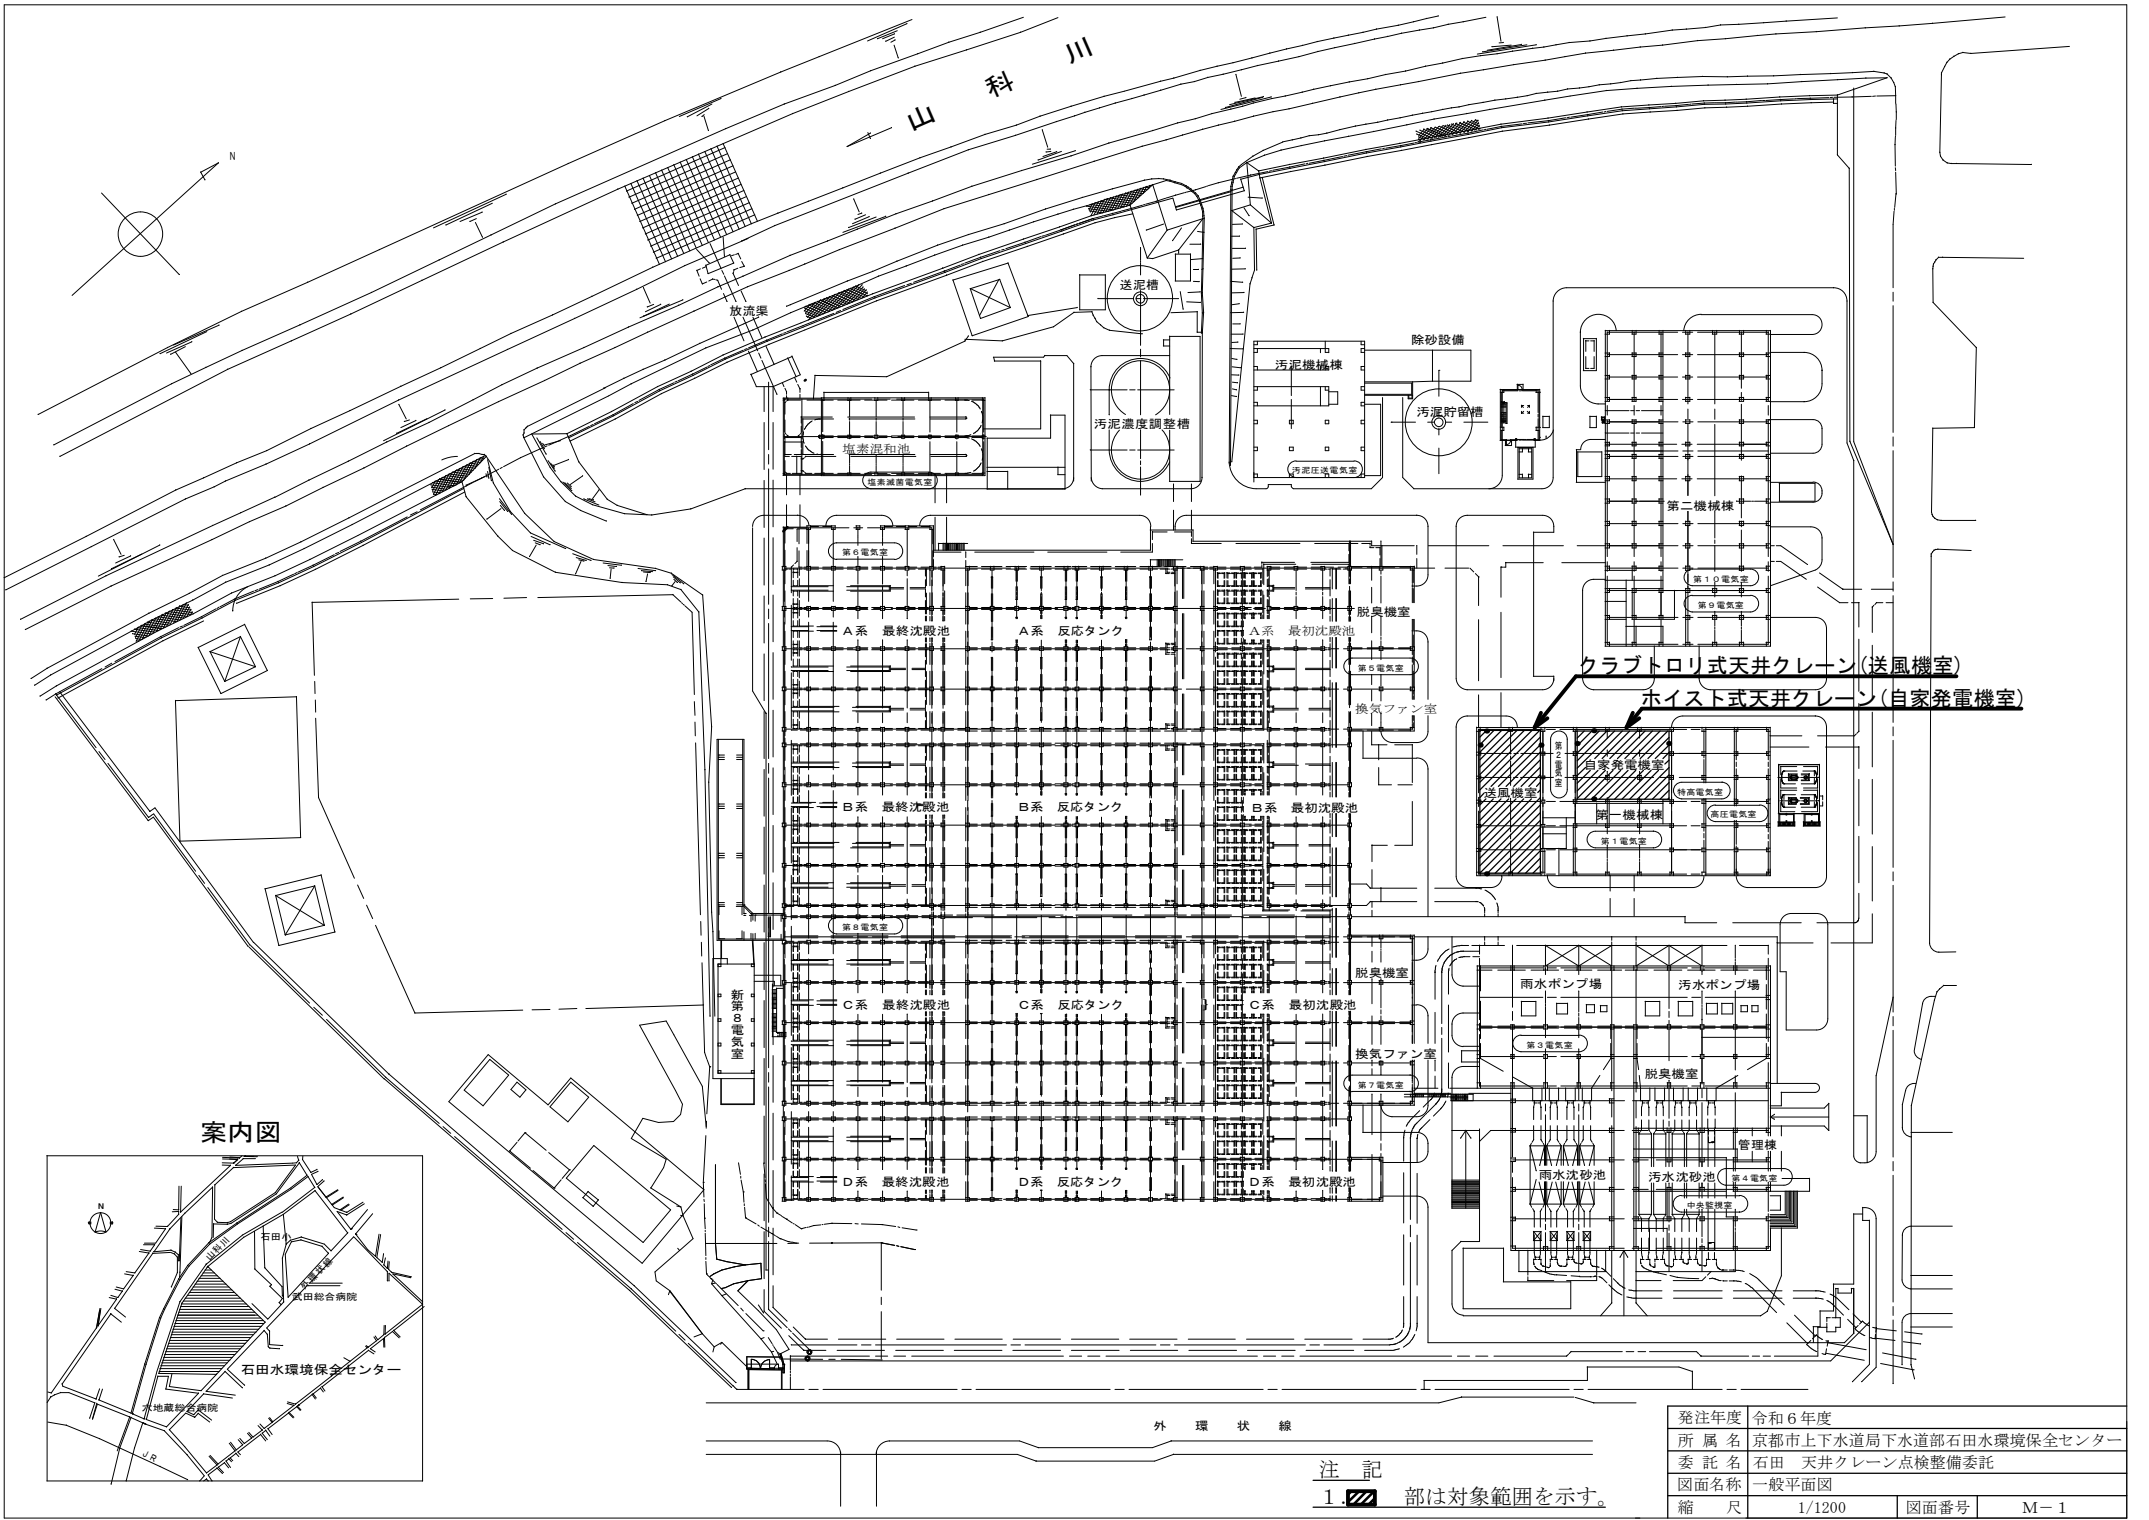 山科川
N
放流渠
送泥槽
汚泥濃度調整槽
塩素混和池
塩素滅菌電気室
汚泥機械棟
除砂設備
汚泥貯留槽
汚泥圧送電気室
第二機械棟
第10電気室
第9電気室
クラブトロリ式天井クレーン(送風機室)
ホイスト式天井クレーン(自家発電機室)
第6電気室
A系 最終沈殿池
A系 反応タンク
A系 最初沈殿池
脱臭機室
第5電気室
換気ファン室
第2電気室
自家発電機室
送風機室
特高電気室
第一機械棟
高圧電気室
第1電気室
B系 最終沈殿池
B系 反応タンク
B系 最初沈殿池
第8電気室
新第8電気室
C系 最終沈殿池
C系 反応タンク
C系 最初沈殿池
脱臭機室
換気ファン室
第7電気室
D系 最終沈殿池
D系 反応タンク
D系 最初沈殿池
雨水ポンプ場
汚水ポンプ場
第3電気室
脱臭機室
管理棟
雨水沈砂池
汚水沈砂池
第4電気室
中央監視室
案内図
N
山科川
石田小
外環状線
武田総合病院
石田水環境保全センター
六地蔵総合病院
JR
外環状線
注記
1. 部は対象範囲を示す。
発注年度 令和6年度
所属名 京都市上下水道局下水道部石田水環境保全センター
委託名 石田 天井クレーン点検整備委託
図面名称 一般平面図
縮尺 1/1200 図面番号 M-1